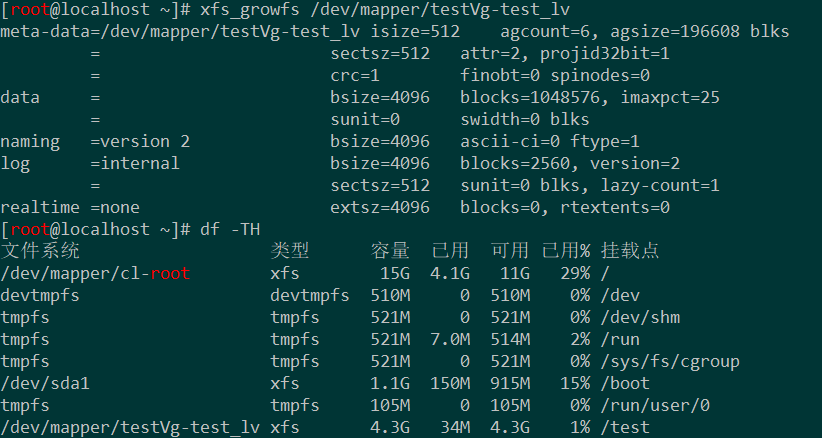 [root@localhost ~]# xfs_growfs /dev/mapper/testVg-test_lv
meta-data=/dev/mapper/testVg-test_lv isize=512    agcount=6, agsize=196608 blks
         =                       sectsz=512   attr=2, projid32bit=1
         =                       crc=1        finobt=0 spinodes=0
data     =                       bsize=4096   blocks=1048576, imaxpct=25
         =                       sunit=0      swidth=0 blks
naming   =version 2              bsize=4096   ascii-ci=0 ftype=1
log      =internal               bsize=4096   blocks=2560, version=2
         =                       sectsz=512   sunit=0 blks, lazy-count=1
realtime =none                   extsz=4096   blocks=0, rtextents=0
[root@localhost ~]# df -TH
文件系统                   类型      容量  已用  可用 已用% 挂载点
/dev/mapper/cl-root        xfs        15G  4.1G   11G   29% /
devtmpfs                   devtmpfs  510M     0  510M    0% /dev
tmpfs                      tmpfs     521M     0  521M    0% /dev/shm
tmpfs                      tmpfs     521M  7.0M  514M    2% /run
tmpfs                      tmpfs     521M     0  521M    0% /sys/fs/cgroup
/dev/sda1                  xfs       1.1G  150M  915M   15% /boot
tmpfs                      tmpfs     105M     0  105M    0% /run/user/0
/dev/mapper/testVg-test_lv xfs       4.3G   34M  4.3G    1% /test